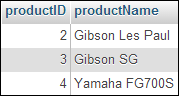 productID productName
2 Gibson Les Paul
3 Gibson SG
4 Yamaha FG700S